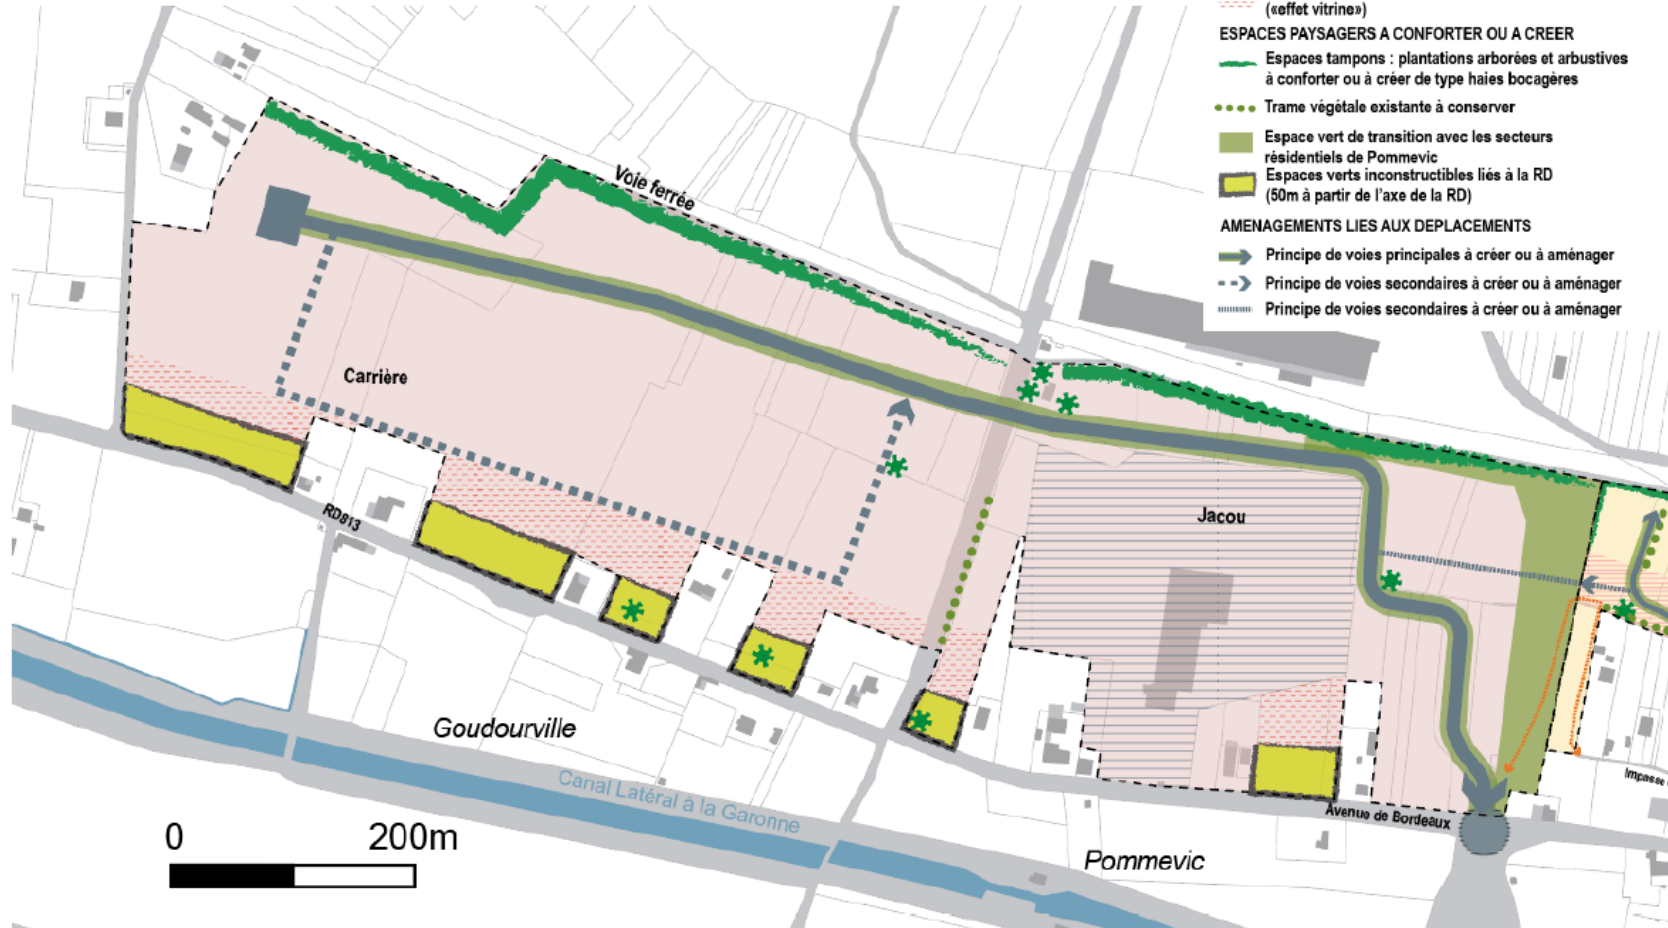 («effet vitrine»)
ESPACES PAYSAGERS A CONFORTER OU A CREER
Espaces tampons : plantations arborées et arbustives
à conforter ou à créer de type haies bocagères
Trame végétale existante à conserver
Espace vert de transition avec les secteurs
résidentiels de Pommevic
Espaces verts inconstructibles liés à la RD
(50m à partir de l'axe de la RD)
AMENAGEMENTS LIES AUX DEPLACEMENTS
Principe de voies principales à créer ou à aménager
Principe de voies secondaires à créer ou à aménager
Principe de voies secondaires à créer ou à aménager
Voie ferrée
Carrière
Jacou
RD813
Goudourville
Canal Latéral à la Garonne
Impasse
Avenue de Bordeaux
Pommevic
0 200m